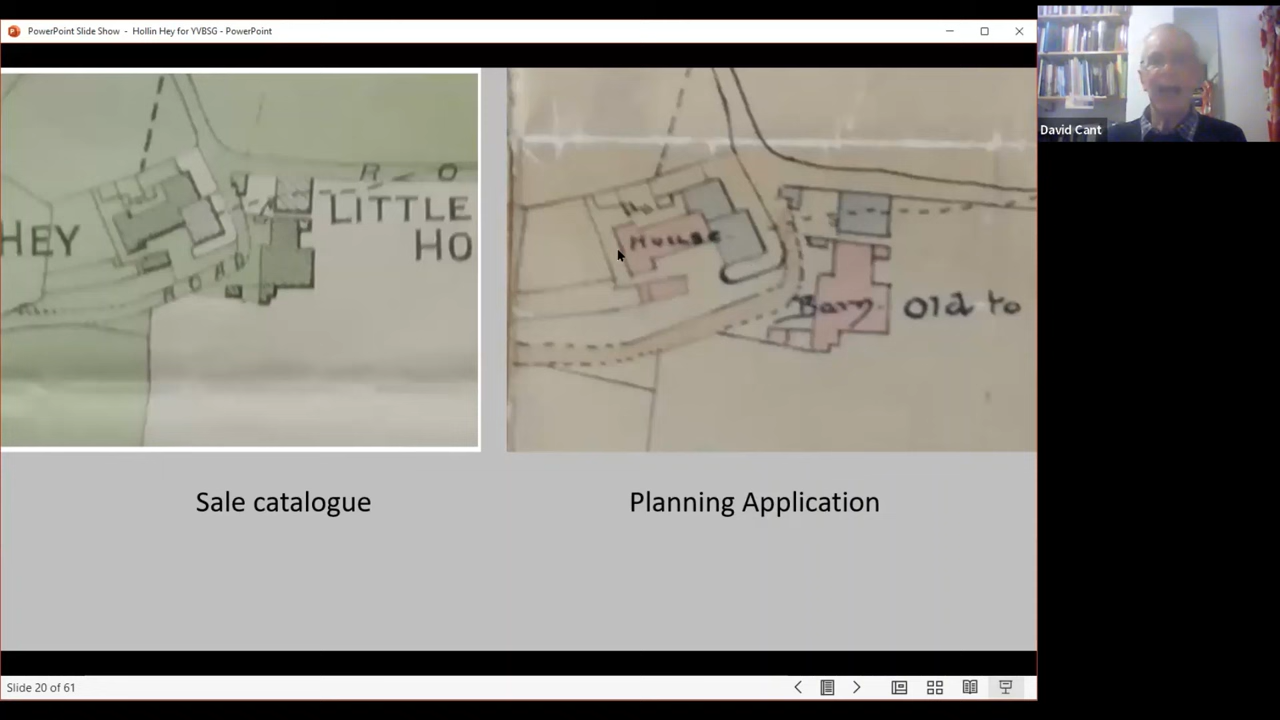 PowerPoint Slide Show - Hollin Hey for YVBSG - PowerPoint
David Cant
R O
LITTLE
HEY
HO
ROAD
House
Barn
Old to
Sale catalogue
Planning Application
Slide 20 of 61